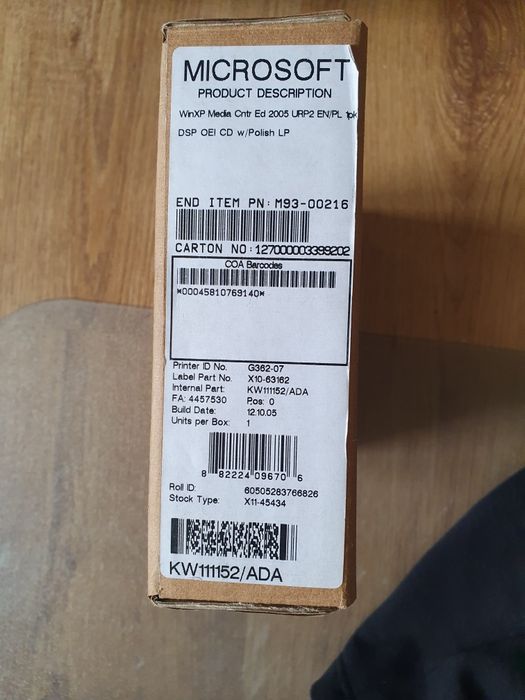 MICROSOFT
PRODUCT DESCRIPTION
WinXP Media Cntr Ed 2005 URP2 EN/PL 1pk
DSP OEI CD w/Polish LP
END ITEM PN: M93-00216
CARTON NO:127000003399202
COA Barcodes
*00045810769140*
Printer ID No. G362-07
Label Part No. X10-63162
Internal Part: KW111152/ADA
FA: 4457530 Pos: 0
Build Date: 12.10.05
Units per Box: 1
8 82224 09670 6
Roll ID: 60505283766826
Stock Type: X11-45434
KW111152/ADA